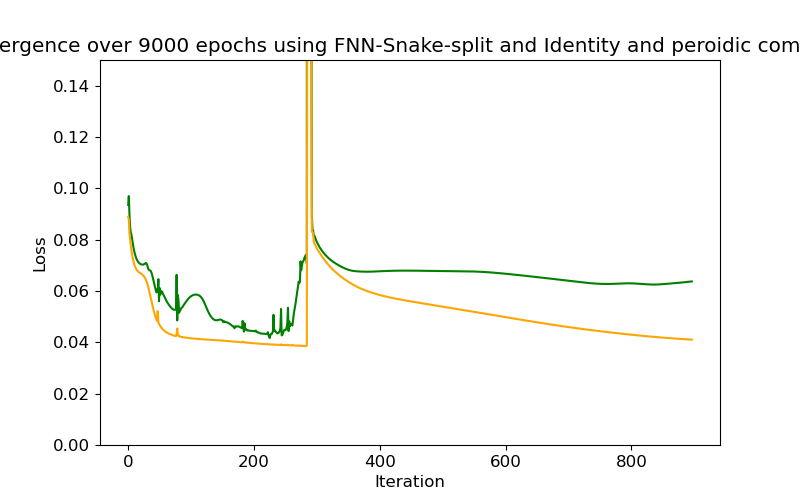 ergence over 9000 epochs using FNN-Snake-split and Identity and peroidic com
0.14
0.12
0.10
0.08
0.06
0.04
0.02
0.00
Loss
0 200 400 600 800
Iteration